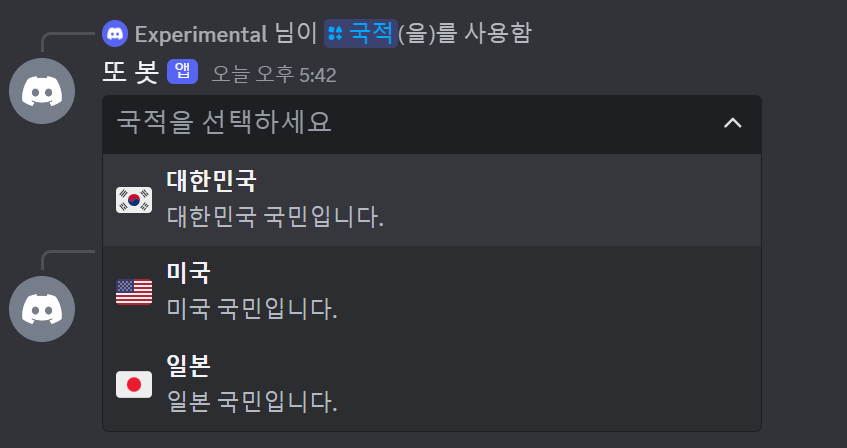 Experimental 님이 국적(을)를 사용함
또 봇 앱 오늘 오후 5:42
국적을 선택하세요
대한민국
대한민국 국민입니다.
미국
미국 국민입니다.
일본
일본 국민입니다.